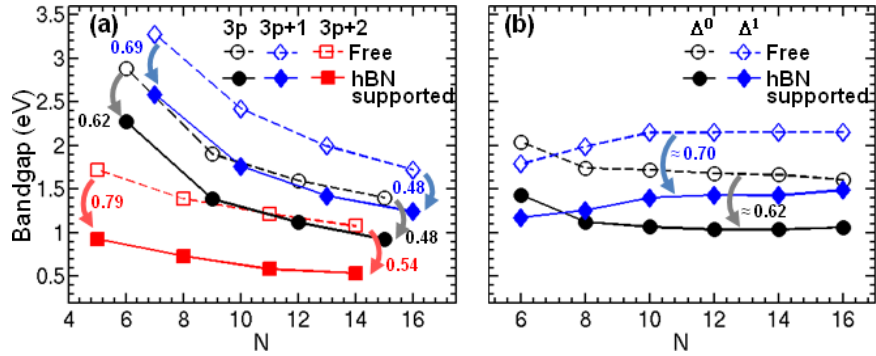 (a)
3p 3p+1 3p+2
Free
hBN
supported
0.69
0.62
0.79
0.48
0.48
0.54
Bandgap (eV)
3.5
3
2.5
2
1.5
1
0.5
4 6 8 10 12 14 16
N
(b)
Δ0 Δ1
Free
hBN
supported
≈ 0.70
≈ 0.62
6 8 10 12 14 16
N